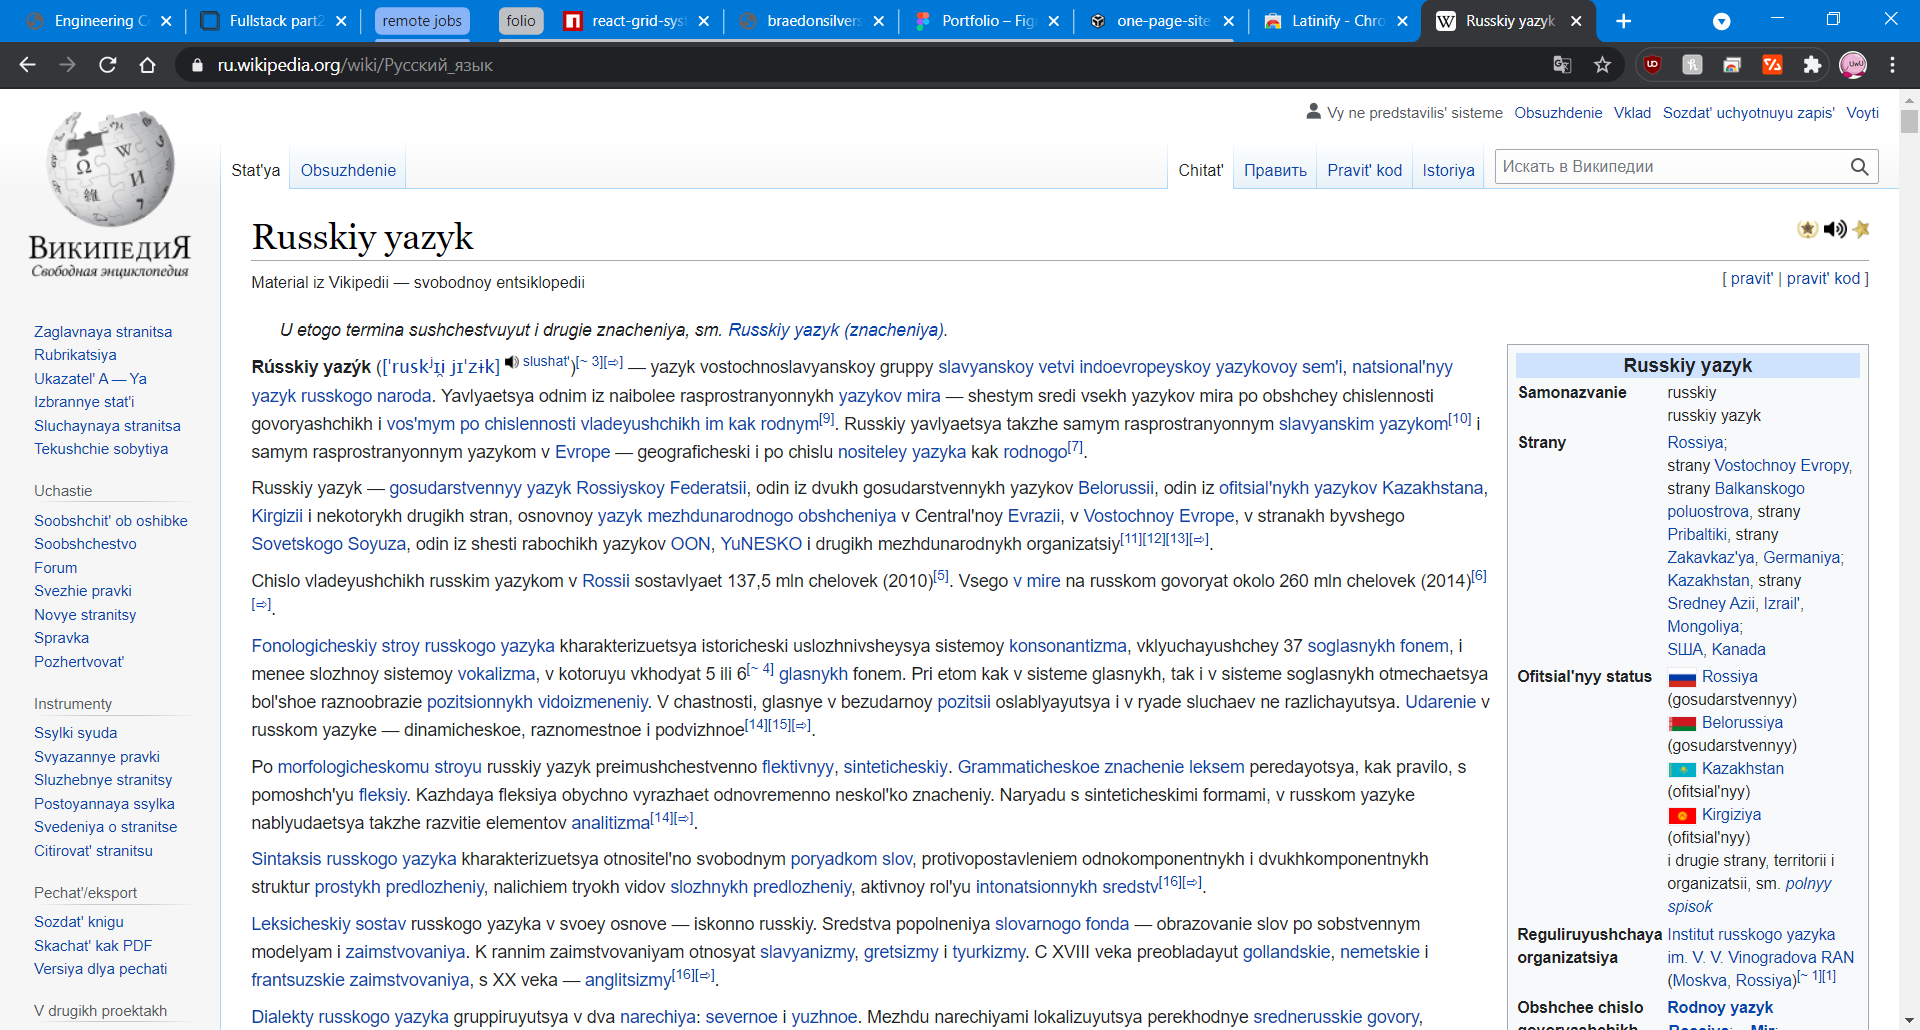 Engineering C
Fullstack part2
remote jobs
folio
react-grid-sys
braedonsilvers
Portfolio – Fig
one-page-site
Latinify - Chro
Russkiy yazyk
ru.wikipedia.org/wiki/Русский_язык
Vy ne predstavilis' sisteme Obsuzhdenie Vklad Sozdat' uchyotnuyu zapis' Voyti
Stat'ya Obsuzhdenie Chitat' Править Pravit' kod Istoriya Искать в Википедии
ВикипедиЯ
Свободная энциклопедия
Zaglavnaya stranitsa
Rubrikatsiya
Ukazatel' A — Ya
Izbrannye stat'i
Sluchaynaya stranitsa
Tekushchie sobytiya
Uchastie
Soobshchit' ob oshibke
Soobshchestvo
Forum
Svezhie pravki
Novye stranitsy
Spravka
Pozhertvovat'
Instrumenty
Ssylki syuda
Svyazannye pravki
Sluzhebnye stranitsy
Postoyannaya ssylka
Svedeniya o stranitse
Citirovat' stranitsu
Pechat'/eksport
Sozdat' knigu
Skachat' kak PDF
Versiya dlya pechati
V drugikh proektakh
Russkiy yazyk
Material iz Vikipedii — svobodnoy entsiklopedii
[ pravit' | pravit' kod ]
U etogo termina sushchestvuyut i drugie znacheniya, sm. Russkiy yazyk (znacheniya).
Rússkiy yazýk (['ruskʲɪi̯ jɪˈzɨk] slushat')[~ 3][⇨] — yazyk vostochnoslavyanskoy gruppy slavyanskoy vetvi indoevropeyskoy yazykovoy sem'i, natsional'nyy
yazyk russkogo naroda. Yavlyaetsya odnim iz naibolee rasprostranyonnykh yazykov mira — shestym sredi vsekh yazykov mira po obshchey chislennosti
govoryashchikh i vos'mym po chislennosti vladeyushchikh im kak rodnym[9]. Russkiy yavlyaetsya takzhe samym rasprostranyonnym slavyanskim yazykom[10] i
samym rasprostranyonnym yazykom v Evrope — geograficheski i po chislu nositeley yazyka kak rodnogo[7].
Russkiy yazyk — gosudarstvennyy yazyk Rossiyskoy Federatsii, odin iz dvukh gosudarstvennykh yazykov Belorussii, odin iz ofitsial'nykh yazykov Kazakhstana,
Kirgizii i nekotorykh drugikh stran, osnovnoy yazyk mezhdunarodnogo obshcheniya v Central'noy Evrazii, v Vostochnoy Evrope, v stranakh byvshego
Sovetskogo Soyuza, odin iz shesti rabochikh yazykov OON, YuNESKO i drugikh mezhdunarodnykh organizatsiy[11][12][13][⇨].
Chislo vladeyushchikh russkim yazykom v Rossii sostavlyaet 137,5 mln chelovek (2010)[5]. Vsego v mire na russkom govoryat okolo 260 mln chelovek (2014)[6]
[⇨].
Fonologicheskiy stroy russkogo yazyka kharakterizuetsya istoricheski uslozhnivsheysya sistemoy konsonantizma, vklyuchayushchey 37 soglasnykh fonem, i
menee slozhnoy sistemoy vokalizma, v kotoruyu vkhodyat 5 ili 6[~ 4] glasnykh fonem. Pri etom kak v sisteme glasnykh, tak i v sisteme soglasnykh otmechaetsya
bol'shoe raznoobrazie pozitsionnykh vidoizmeneniy. V chastnosti, glasnye v bezudarnoy pozitsii oslablyayutsya i v ryade sluchaev ne razlichayutsya. Udarenie v
russkom yazyke — dinamicheskoe, raznomestnoe i podvizhnoe[14][15][⇨].
Po morfologicheskomu stroyu russkiy yazyk preimushchestvenno flektivnyy, sinteticheskiy. Grammaticheskoe znachenie leksem peredayotsya, kak pravilo, s
pomoshch'yu fleksiy. Kazhdaya fleksiya obychno vyrazhaet odnovremenno neskol'ko znacheniy. Naryadu s sinteticheskimi formami, v russkom yazyke
nablyudaetsya takzhe razvitie elementov analitizma[14][⇨].
Sintaksis russkogo yazyka kharakterizuetsya otnositel'no svobodnym poryadkom slov, protivopostavleniem odnokomponentnykh i dvukhkomponentnykh
struktur prostykh predlozheniy, nalichiem tryokh vidov slozhnykh predlozheniy, aktivnoy rol'yu intonatsionnykh sredstv[16][⇨].
Leksicheskiy sostav russkogo yazyka v svoey osnove — iskonno russkiy. Sredstva popolneniya slovarnogo fonda — obrazovanie slov po sobstvennym
modelyam i zaimstvovaniya. K rannim zaimstvovaniyam otnosyat slavyanizmy, gretsizmy i tyurkizmy. C XVIII veka preobladayut gollandskie, nemetskie i
frantsuzskie zaimstvovaniya, s XX veka — anglitsizmy[16][⇨].
Dialekty russkogo yazyka gruppiruyutsya v dva narechiya: severnoe i yuzhnoe. Mezhdu narechiyami lokalizuyutsya perekhodnye srednerusskie govory,
Russkiy yazyk
Samonazvanie russkiy
russkiy yazyk
Strany Rossiya;
strany Vostochnoy Evropy,
strany Balkanskogo
poluostrova, strany
Pribaltiki, strany
Zakavkaz'ya, Germaniya;
Kazakhstan, strany
Sredney Azii, Izrail',
Mongoliya;
США, Kanada
Ofitsial'nyy status Rossiya
(gosudarstvennyy)
Belorussiya
(gosudarstvennyy)
Kazakhstan
(ofitsial'nyy)
Kirgiziya
(ofitsial'nyy)
i drugie strany, territorii i
organizatsii, sm. polnyy
spisok
Reguliruyushchaya Institut russkogo yazyka
organizatsiya im. V. V. Vinogradova RAN
(Moskva, Rossiya)[~ 1][1]
Obshchee chislo Rodnoy yazyk
govoryashchikh Rossiya: Mir: